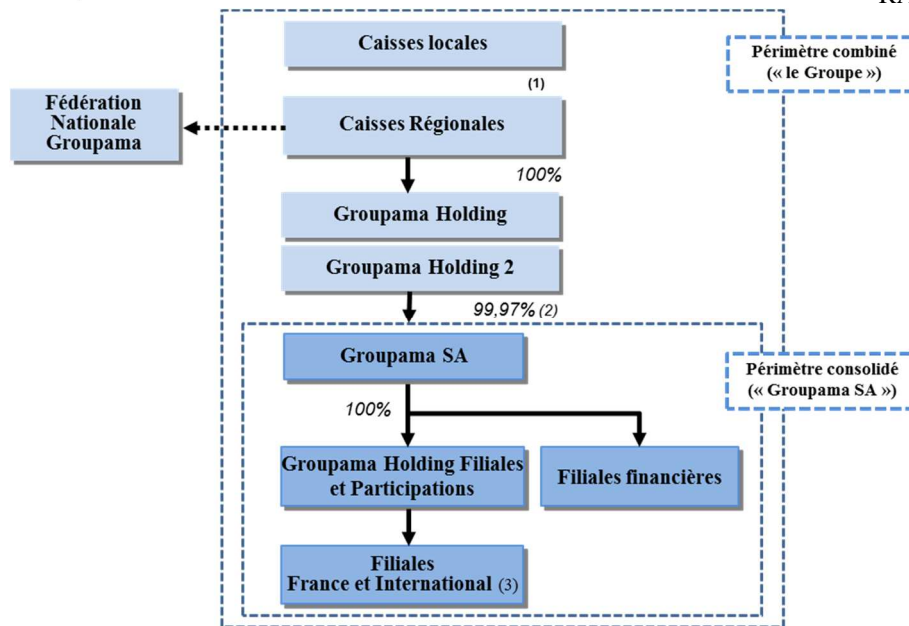 Caisses locales
Périmètre combiné
(« le Groupe »)
(1)
Fédération
Nationale
Groupama
Caisses Régionales
100%
Groupama Holding
Groupama Holding 2
99,97% (2)
Groupama SA
Périmètre consolidé
(« Groupama SA »)
100%
Groupama Holding Filiales
et Participations
Filiales financières
Filiales
France et International (3)